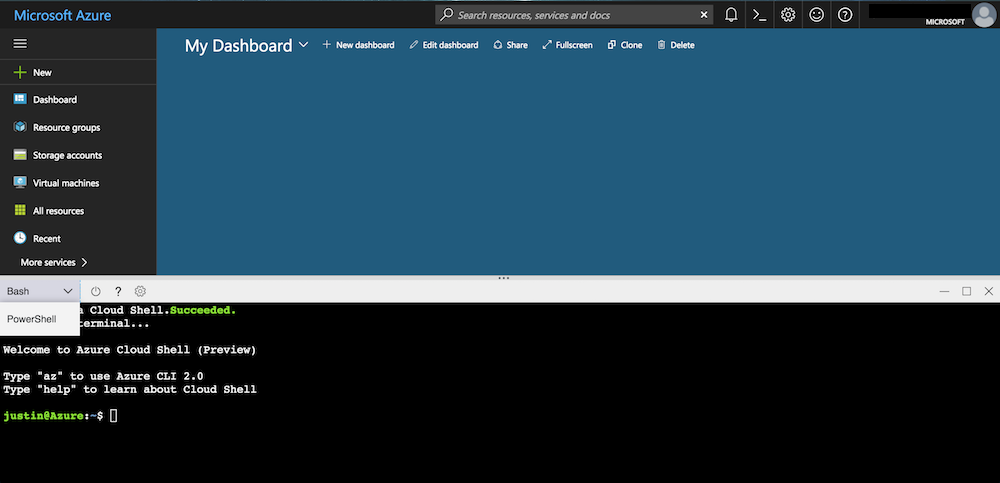 Microsoft Azure
Search resources, services and docs
MICROSOFT
My Dashboard
New dashboard
Edit dashboard
Share
Fullscreen
Clone
Delete
New
Dashboard
Resource groups
Storage accounts
Virtual machines
All resources
Recent
More services
Bash
PowerShell
a Cloud Shell.Succeeded.
terminal...
Welcome to Azure Cloud Shell (Preview)
Type "az" to use Azure CLI 2.0
Type "help" to learn about Cloud Shell
justin@Azure:~$